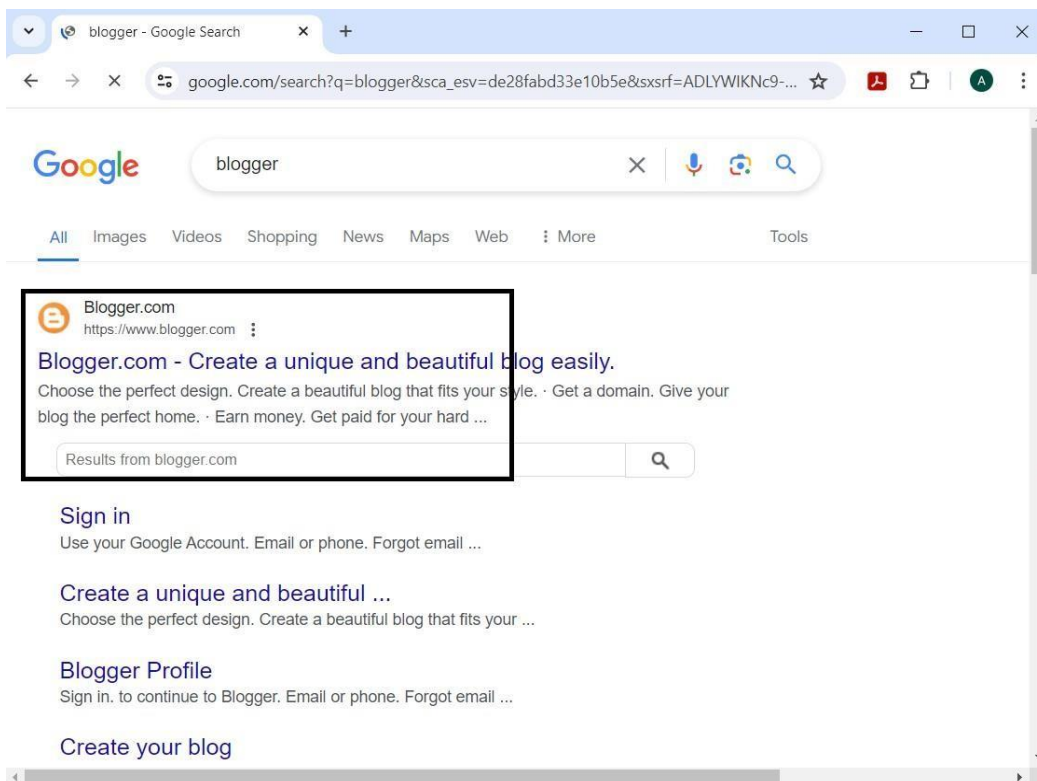 blogger - Google Search
google.com/search?q=blogger&sca_esv=de28fabd33e10b5e&sxsrf=ADLYWIKNc9-...
A
Google
blogger
All Images Videos Shopping News Maps Web More Tools
Blogger.com
https://www.blogger.com
Blogger.com - Create a unique and beautiful blog easily.
Choose the perfect design. Create a beautiful blog that fits your style. · Get a domain. Give your
blog the perfect home. · Earn money. Get paid for your hard ...
Results from blogger.com
Sign in
Use your Google Account. Email or phone. Forgot email ...
Create a unique and beautiful ...
Choose the perfect design. Create a beautiful blog that fits your ...
Blogger Profile
Sign in. to continue to Blogger. Email or phone. Forgot email ...
Create your blog